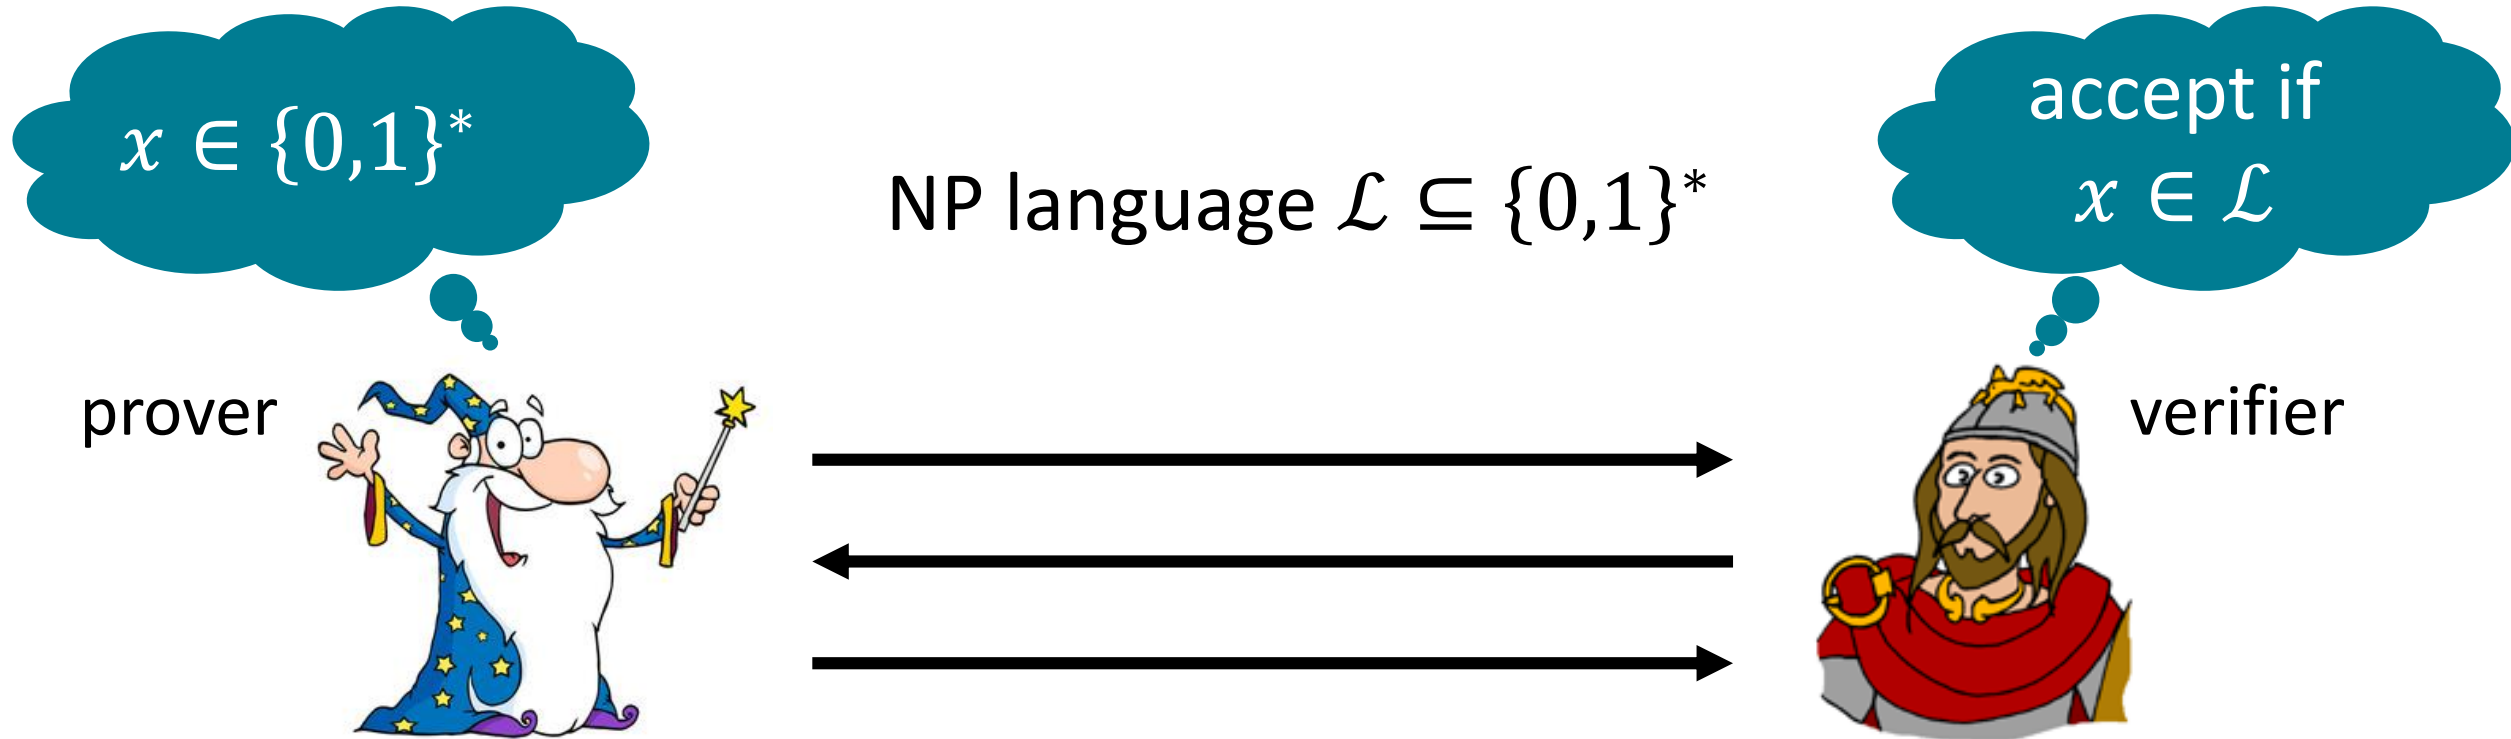 x ∈ {0,1}*
accept if
x ∈ ℒ
NP language ℒ ⊆ {0,1}*
prover
verifier